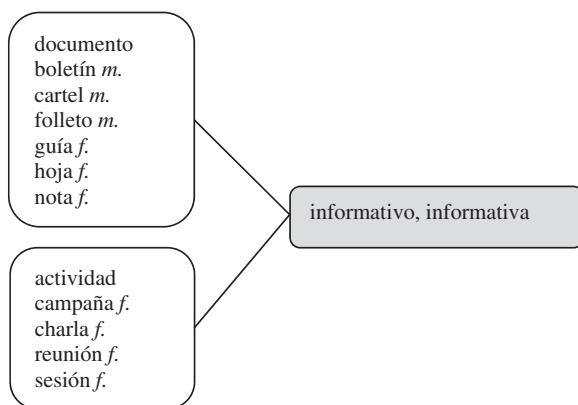 documento
boletín m.
cartel m.
folleto m.
guía f.
hoja f.
nota f.
informativo, informativa
actividad
campaña f.
charla f.
reunión f.
sesión f.